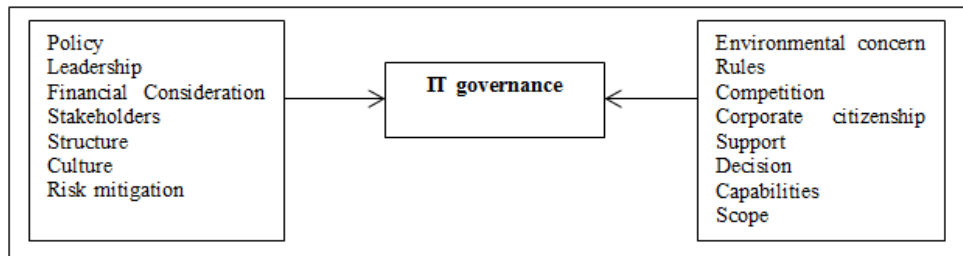 Policy
Leadership
Financial Consideration
Stakeholders
Structure
Culture
Risk mitigation
IT governance
Environmental concern
Rules
Competition
Corporate citizenship
Support
Decision
Capabilities
Scope